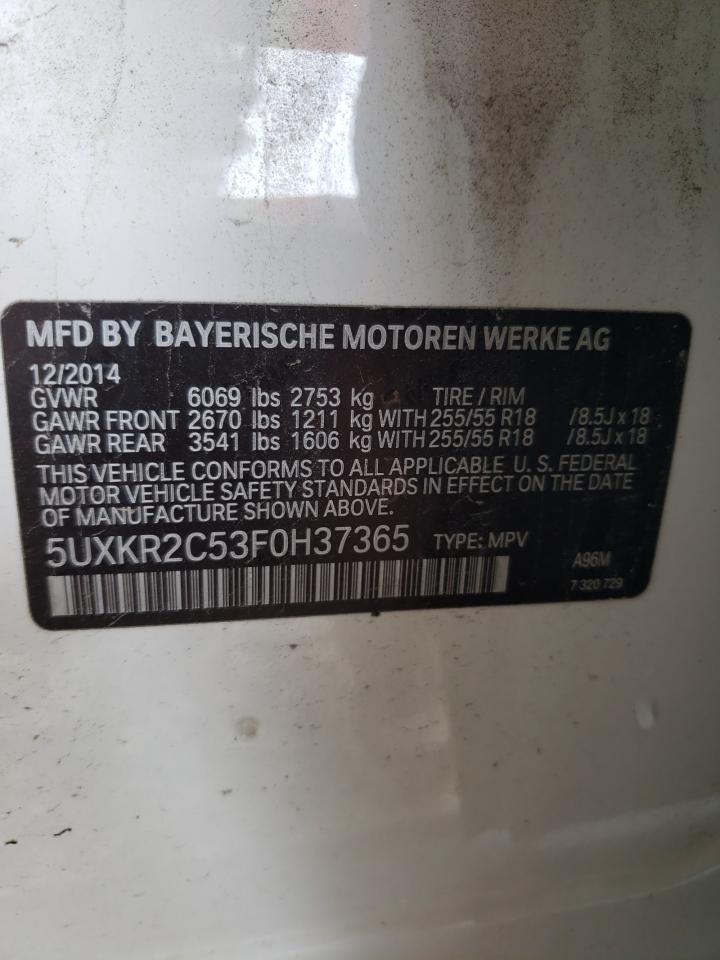 MFD BY BAYERISCHE MOTOREN WERKE AG
12/2014
GVWR 6069 lbs 2753 kg TIRE / RIM
GAWR FRONT 2670 lbs 1211 kg WITH 255/55 R18 /8.5J x 18
GAWR REAR 3541 lbs 1606 kg WITH 255/55 R18 /8.5J x 18
THIS VEHICLE CONFORMS TO ALL APPLICABLE U. S. FEDERAL
MOTOR VEHICLE SAFETY STANDARDS IN EFFECT ON THE DATE
OF MANUFACTURE SHOWN ABOVE.
5UXKR2C53F0H37365 TYPE: MPV A96M
7 320 729